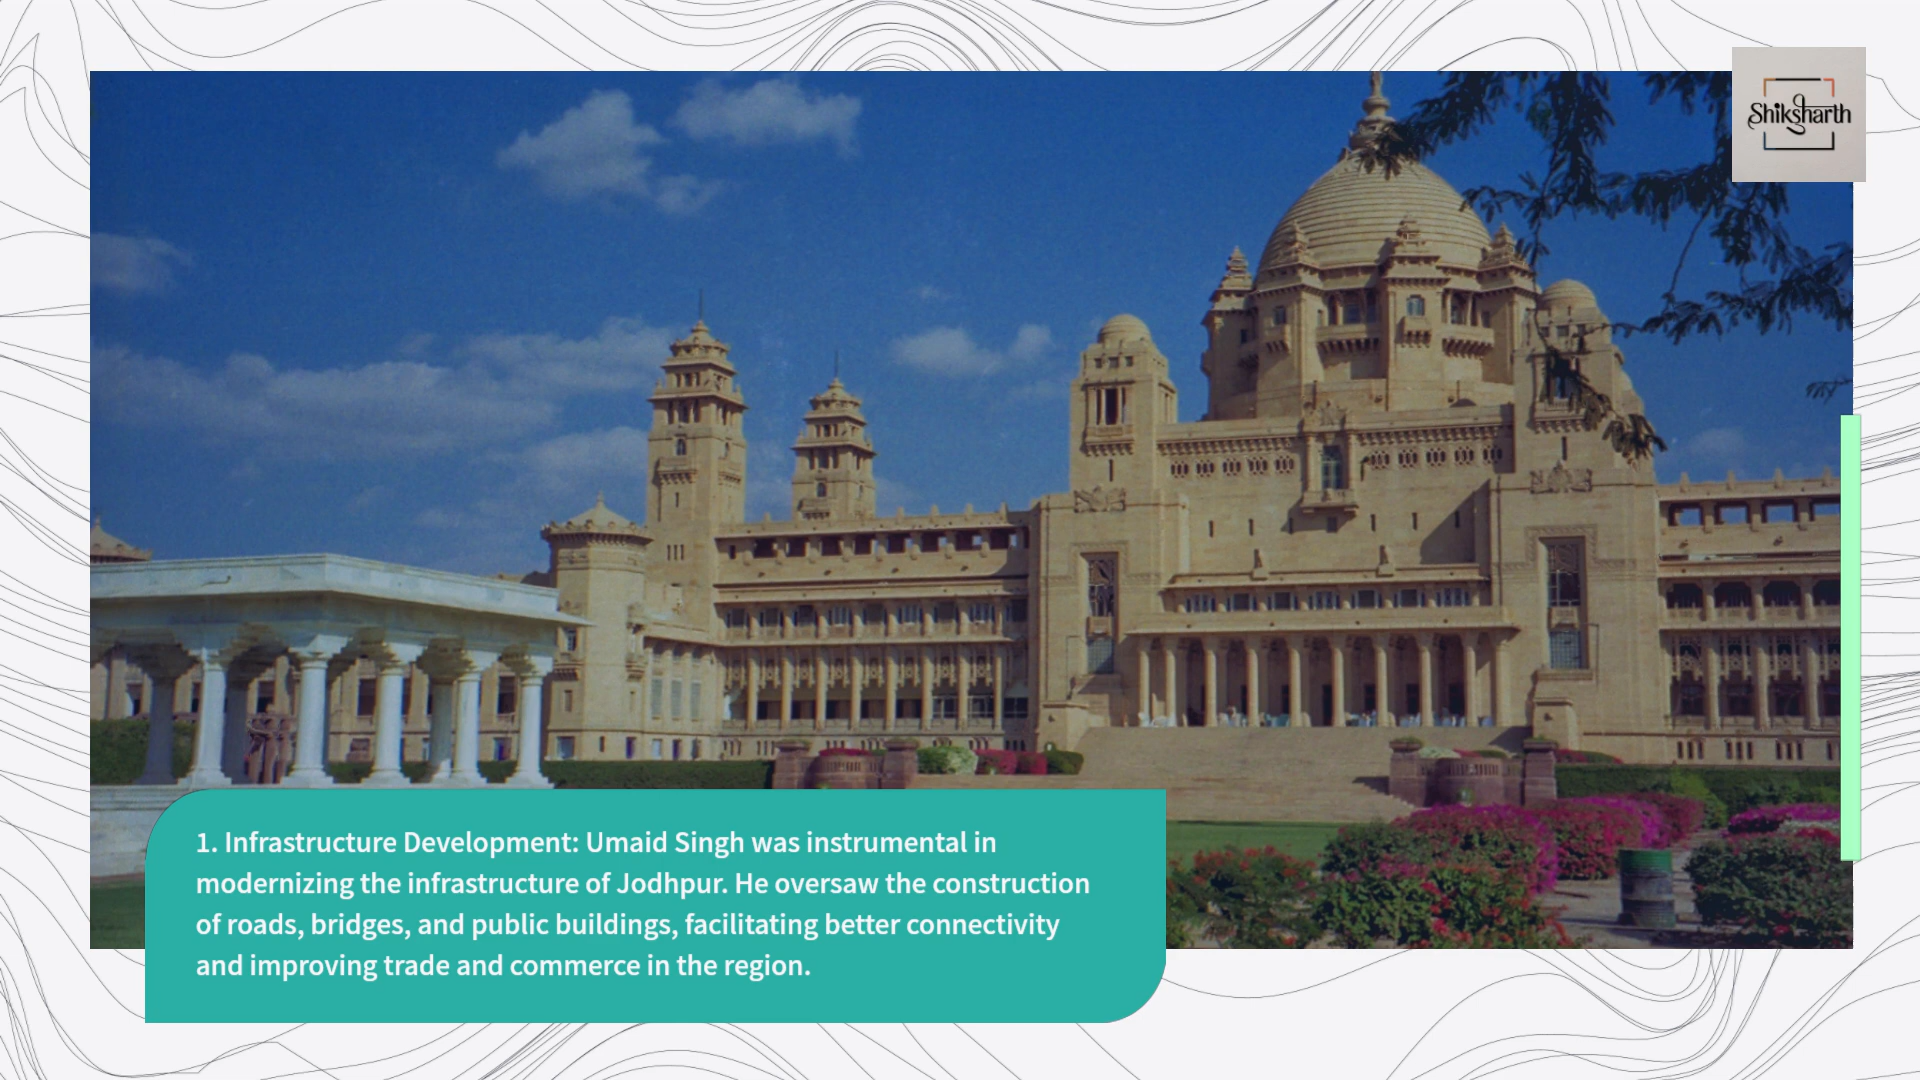 Shiksharth
1. Infrastructure Development: Umaid Singh was instrumental in
modernizing the infrastructure of Jodhpur. He oversaw the construction
of roads, bridges, and public buildings, facilitating better connectivity
and improving trade and commerce in the region.